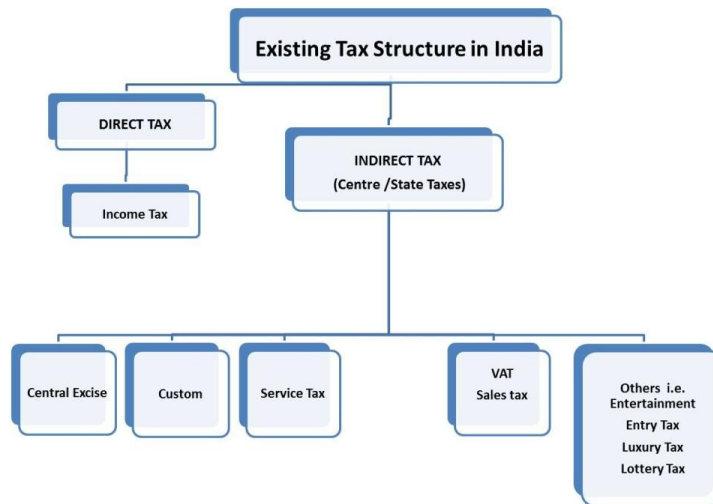 Existing Tax Structure in India
DIRECT TAX
INDIRECT TAX
(Centre /State Taxes)
Income Tax
Central Excise
Custom
Service Tax
VAT
Sales tax
Others i.e.
Entertainment
Entry Tax
Luxury Tax
Lottery Tax